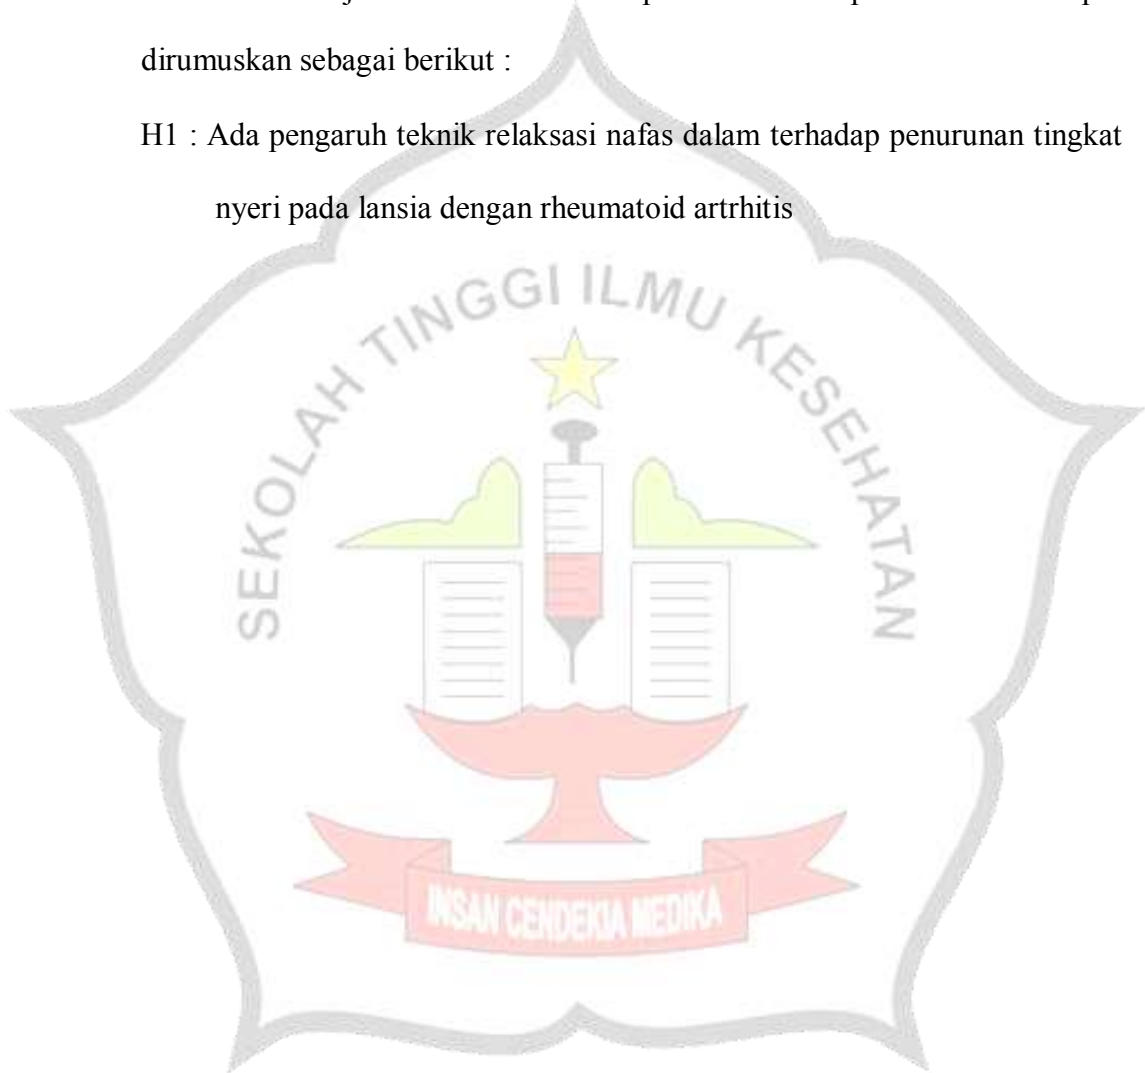 dirumuskan sebagai berikut :
H1 : Ada pengaruh teknik relaksasi nafas dalam terhadap penurunan tingkat
nyeri pada lansia dengan rheumatoid artrhitis
SEKOLAH TINGGI ILMU KESEHATAN
INSAN CENDEKIA MEDIKA